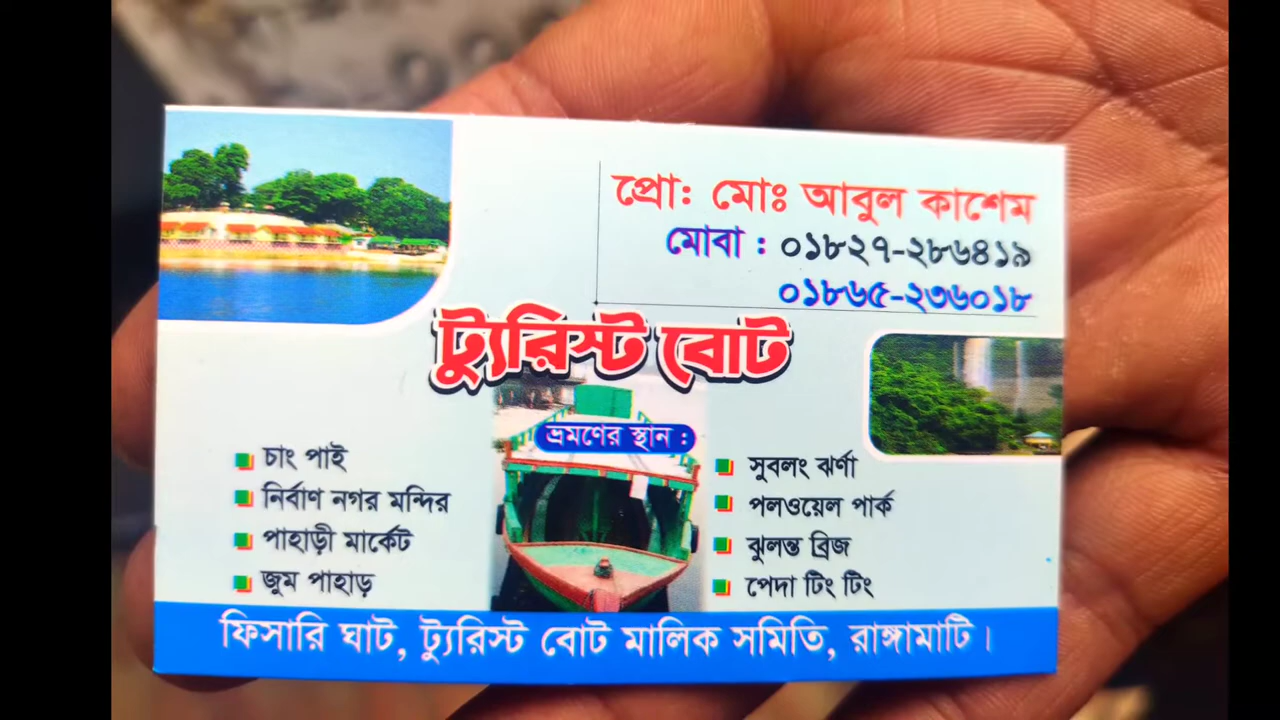 প্রো: মোঃ আবুল কাশেম
মোবা : ০১৮২৭-২৮৬৪১৯
০১৮৬৫-২৩৬০১৮
ট্যুরিস্ট বোট
ভ্রমণের স্থান :
চাং পাই
নির্বাণ নগর মন্দির
পাহাড়ী মার্কেট
জুম পাহাড়
সুবলং ঝর্ণা
পলওয়েল পার্ক
ঝুলন্ত ব্রিজ
পেদা টিং টিং
ফিসারি ঘাট, ট্যুরিস্ট বোট মালিক সমিতি, রাঙ্গামাটি।